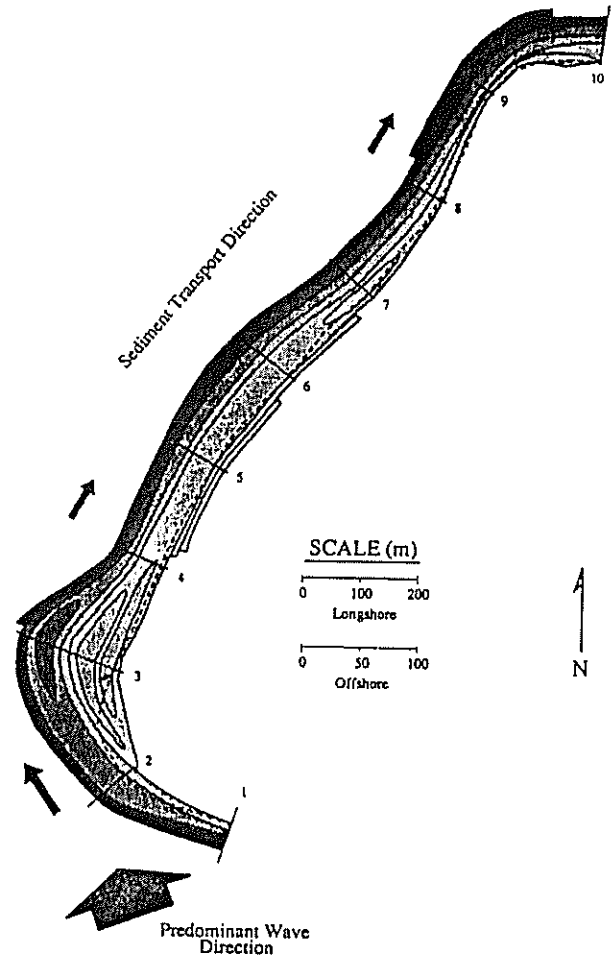 10
9
8
Sediment Transport Direction
7
6
5
SCALE (m)
4
0 100 200
Longshore
0 50 100
Offshore
N
3
2
1
Predominant Wave
Direction